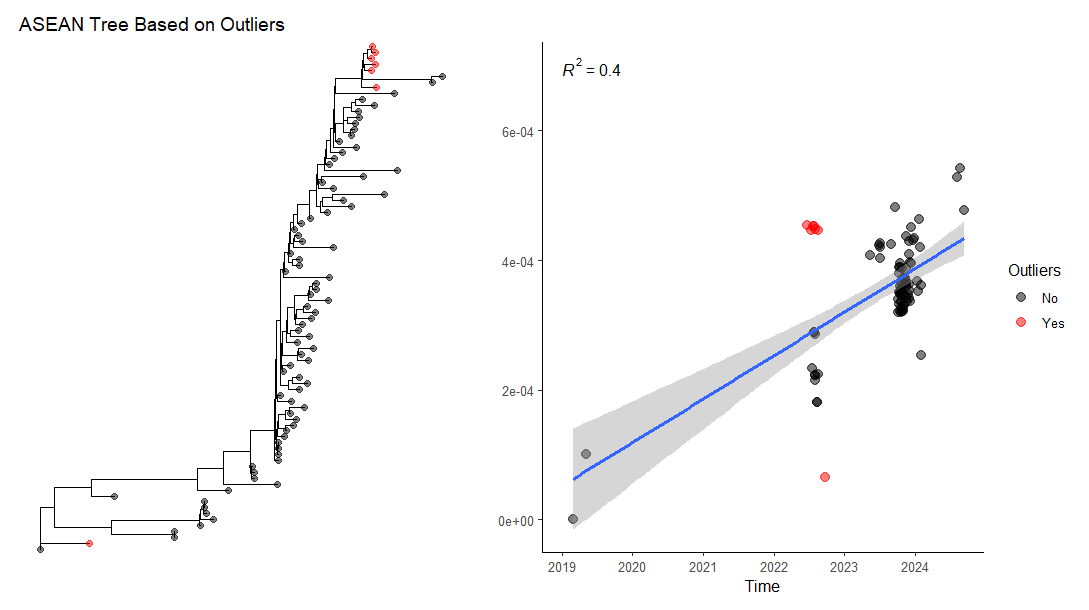 ASEAN Tree Based on Outliers
R² = 0.4
6e-04
4e-04
2e-04
0e+00
2019 2020 2021 2022 2023 2024
Time
Outliers
No
Yes